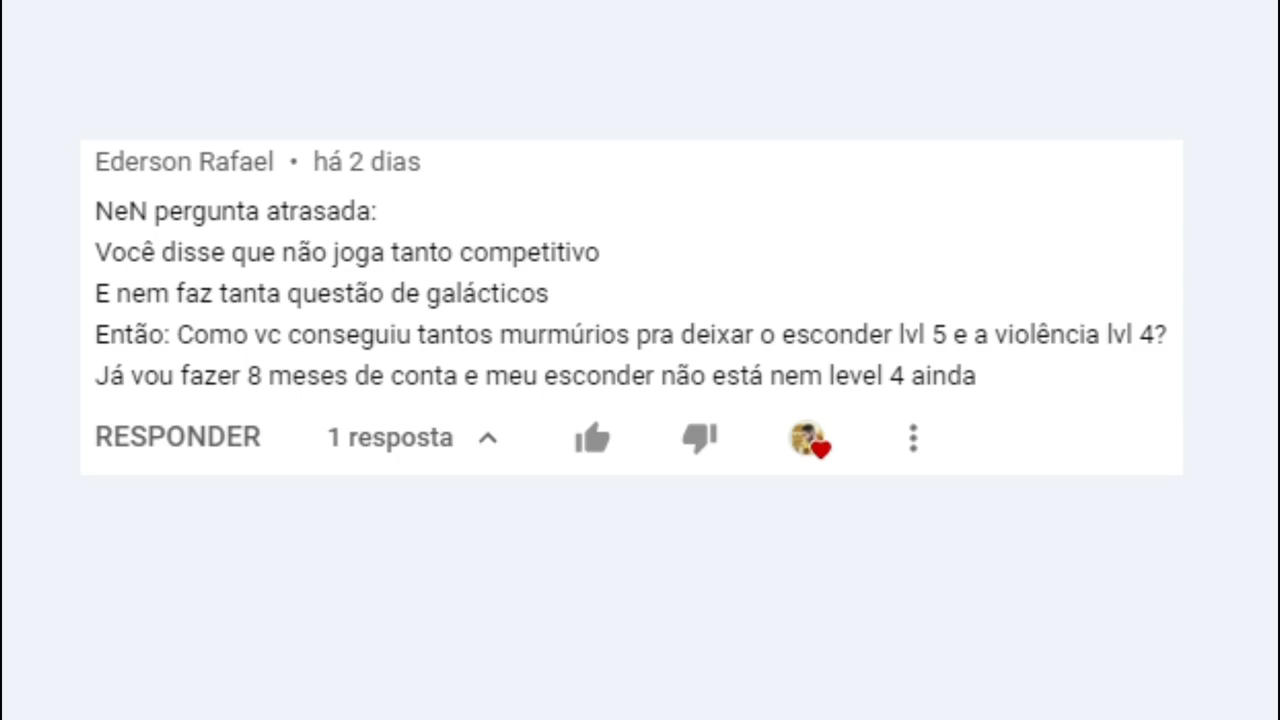 Ederson Rafael • há 2 dias
NeN pergunta atrasada:
Você disse que não joga tanto competitivo
E nem faz tanta questão de galácticos
Então: Como vc conseguiu tantos murmúrios pra deixar o esconder lvl 5 e a violência lvl 4?
Já vou fazer 8 meses de conta e meu esconder não está nem level 4 ainda
RESPONDER 1 resposta